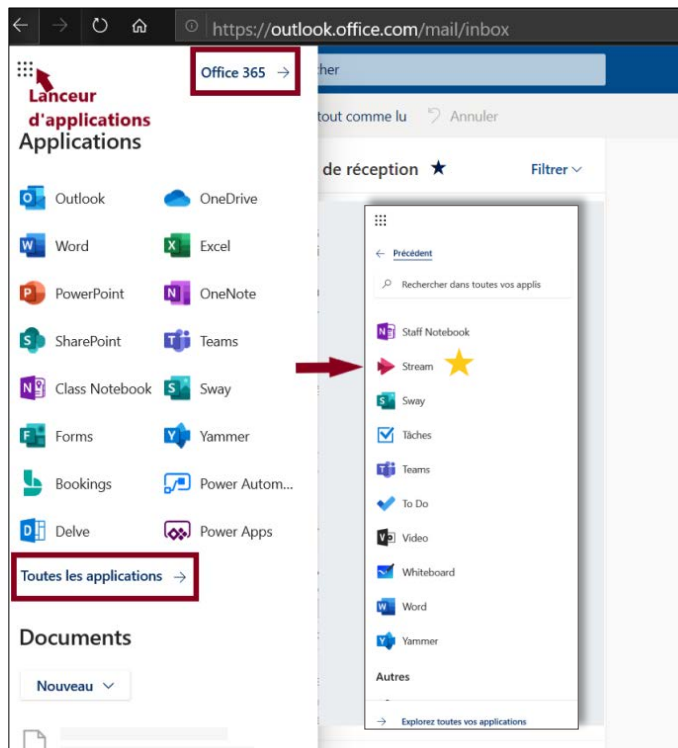 https://outlook.office.com/mail/inbox
Office 365 →
cher
Lanceur
d'applications
tout comme lu Annuler
Applications
de réception ★ Filtrer
Outlook OneDrive
Word Excel
PowerPoint OneNote
SharePoint Teams
Class Notebook Sway
Forms Yammer
Bookings Power Autom...
Delve Power Apps
Toutes les applications →
Documents
Nouveau
← Précédent
Rechercher dans toutes vos applis
Staff Notebook
Stream
Sway
Tâches
Teams
To Do
Video
Whiteboard
Word
Yammer
Autres
→ Explorez toutes vos applications